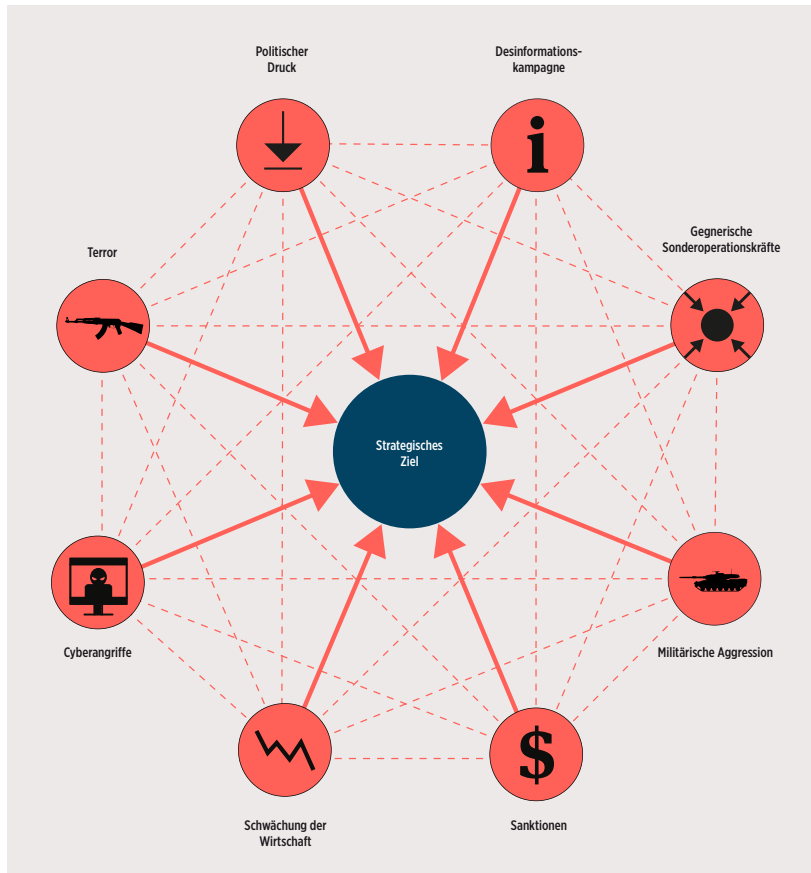 Politischer
Druck
Desinformations-
kampagne
i
Gegnerische
Sonderoperationskräfte
Terror
Strategisches
Ziel
Cyberangriffe
Militärische Aggression
$
Schwächung der
Wirtschaft
Sanktionen